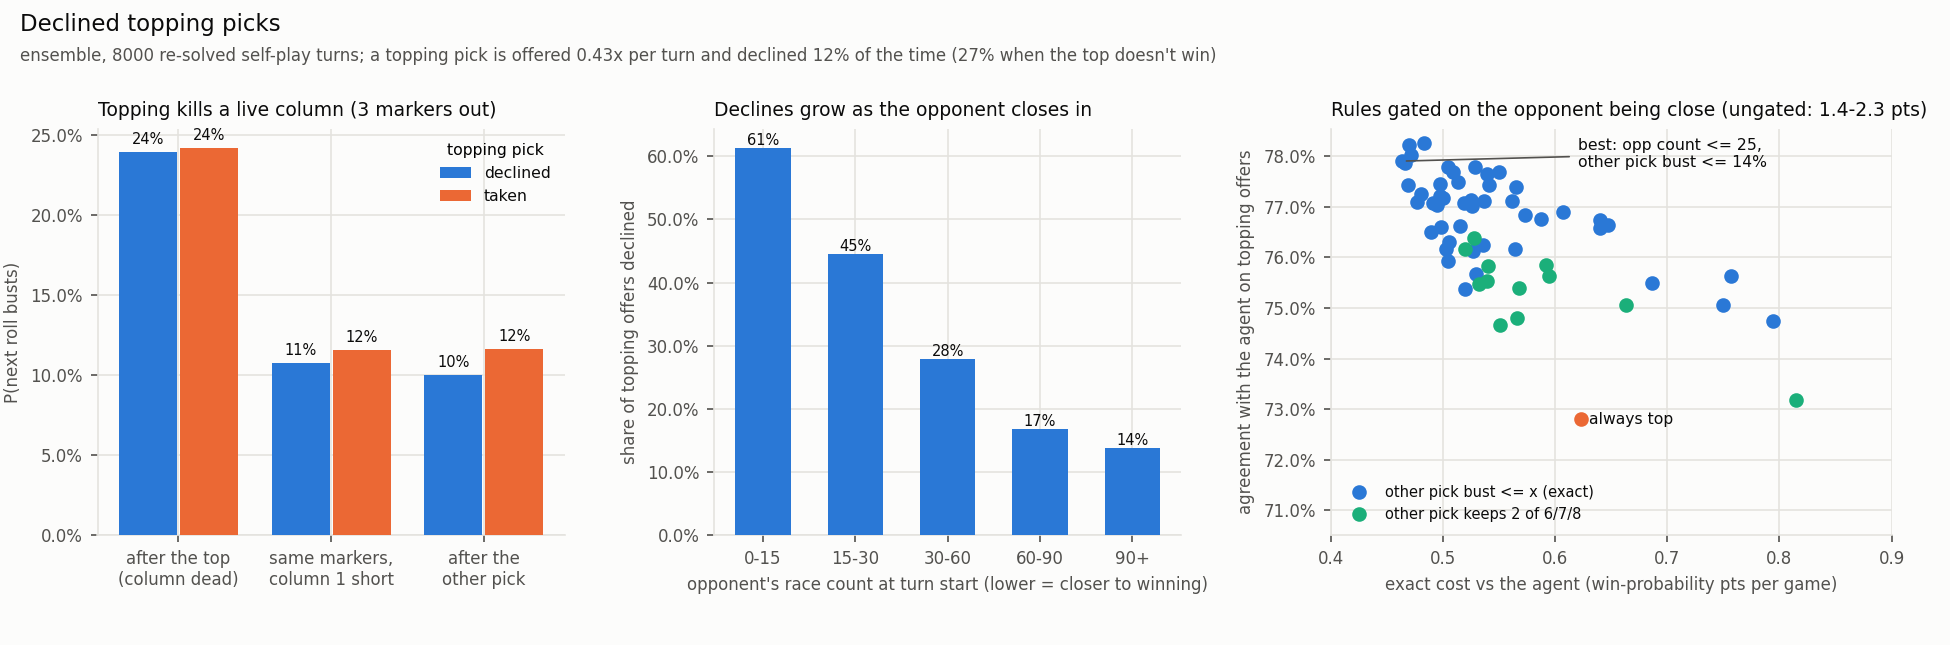 Declined topping picks
ensemble, 8000 re-solved self-play turns; a topping pick is offered 0.43x per turn and declined 12% of the time (27% when the top doesn't win)
Topping kills a live column (3 markers out)
P(next roll busts)
25.0%
20.0%
15.0%
10.0%
5.0%
0.0%
24%
24%
11%
12%
10%
12%
topping pick
declined
taken
after the top
(column dead)
same markers,
column 1 short
after the
other pick
Declines grow as the opponent closes in
share of topping offers declined
60.0%
50.0%
40.0%
30.0%
20.0%
10.0%
0.0%
61%
45%
28%
17%
14%
0-15
15-30
30-60
60-90
90+
opponent's race count at turn start (lower = closer to winning)
Rules gated on the opponent being close (ungated: 1.4-2.3 pts)
agreement with the agent on topping offers
78.0%
77.0%
76.0%
75.0%
74.0%
73.0%
72.0%
71.0%
best: opp count <= 25,
other pick bust <= 14%
always top
other pick bust <= x (exact)
other pick keeps 2 of 6/7/8
0.4
0.5
0.6
0.7
0.8
0.9
exact cost vs the agent (win-probability pts per game)